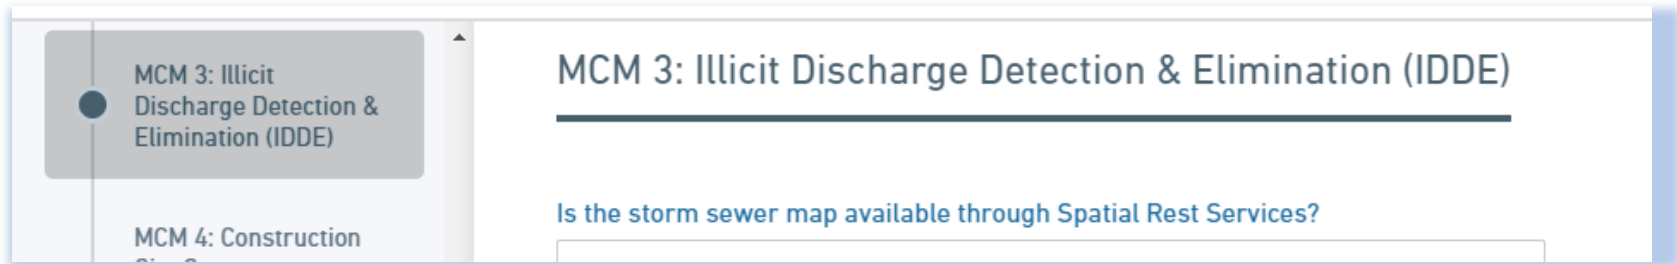 MCM 3: Illicit
Discharge Detection &
Elimination (IDDE)
MCM 4: Construction
MCM 3: Illicit Discharge Detection & Elimination (IDDE)
Is the storm sewer map available through Spatial Rest Services?